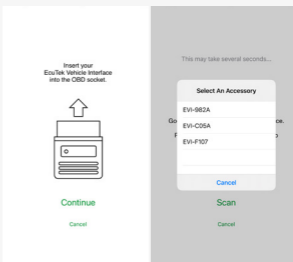 Insert your
EcuTek Vehicle Interface
into the OBD socket.
Continue
Cancel
This may take several seconds...
Select An Accessory
EVI-982A
EVI-C05A
EVI-F107
Cancel
Scan
Cancel